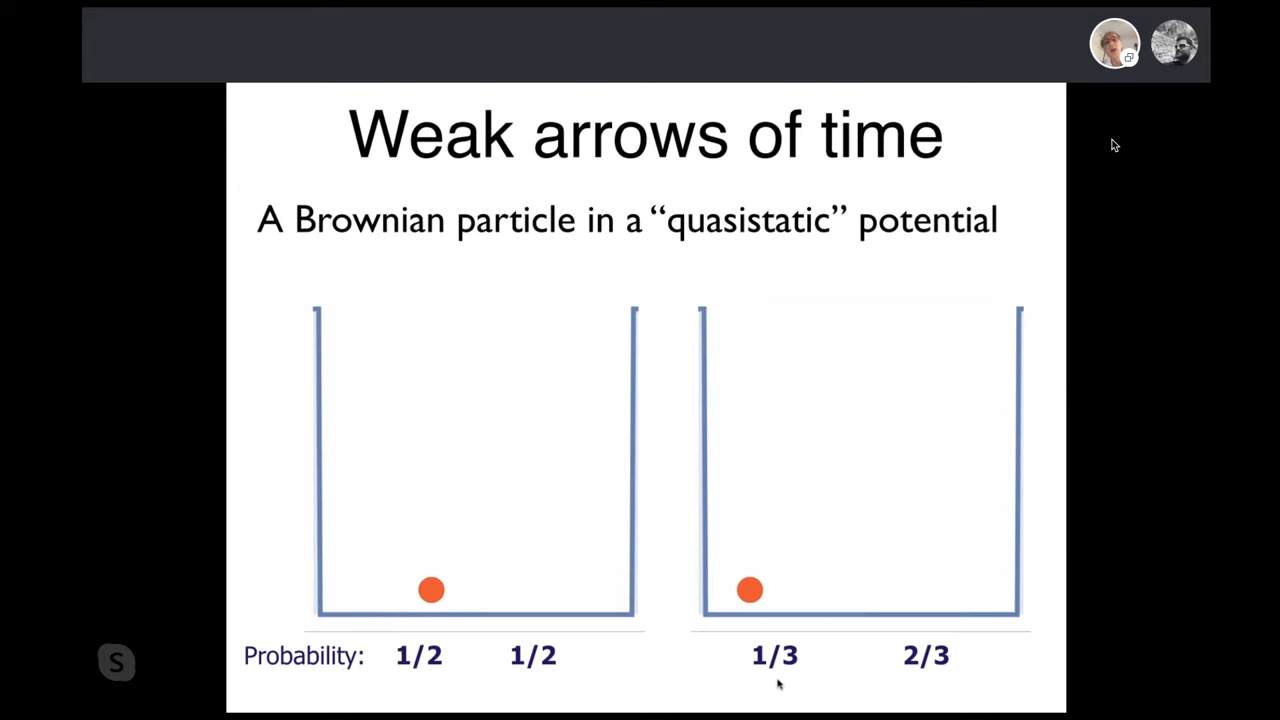 Weak arrows of time
A Brownian particle in a “quasistatic” potential
Probability: 1/2 1/2 1/3 2/3
S